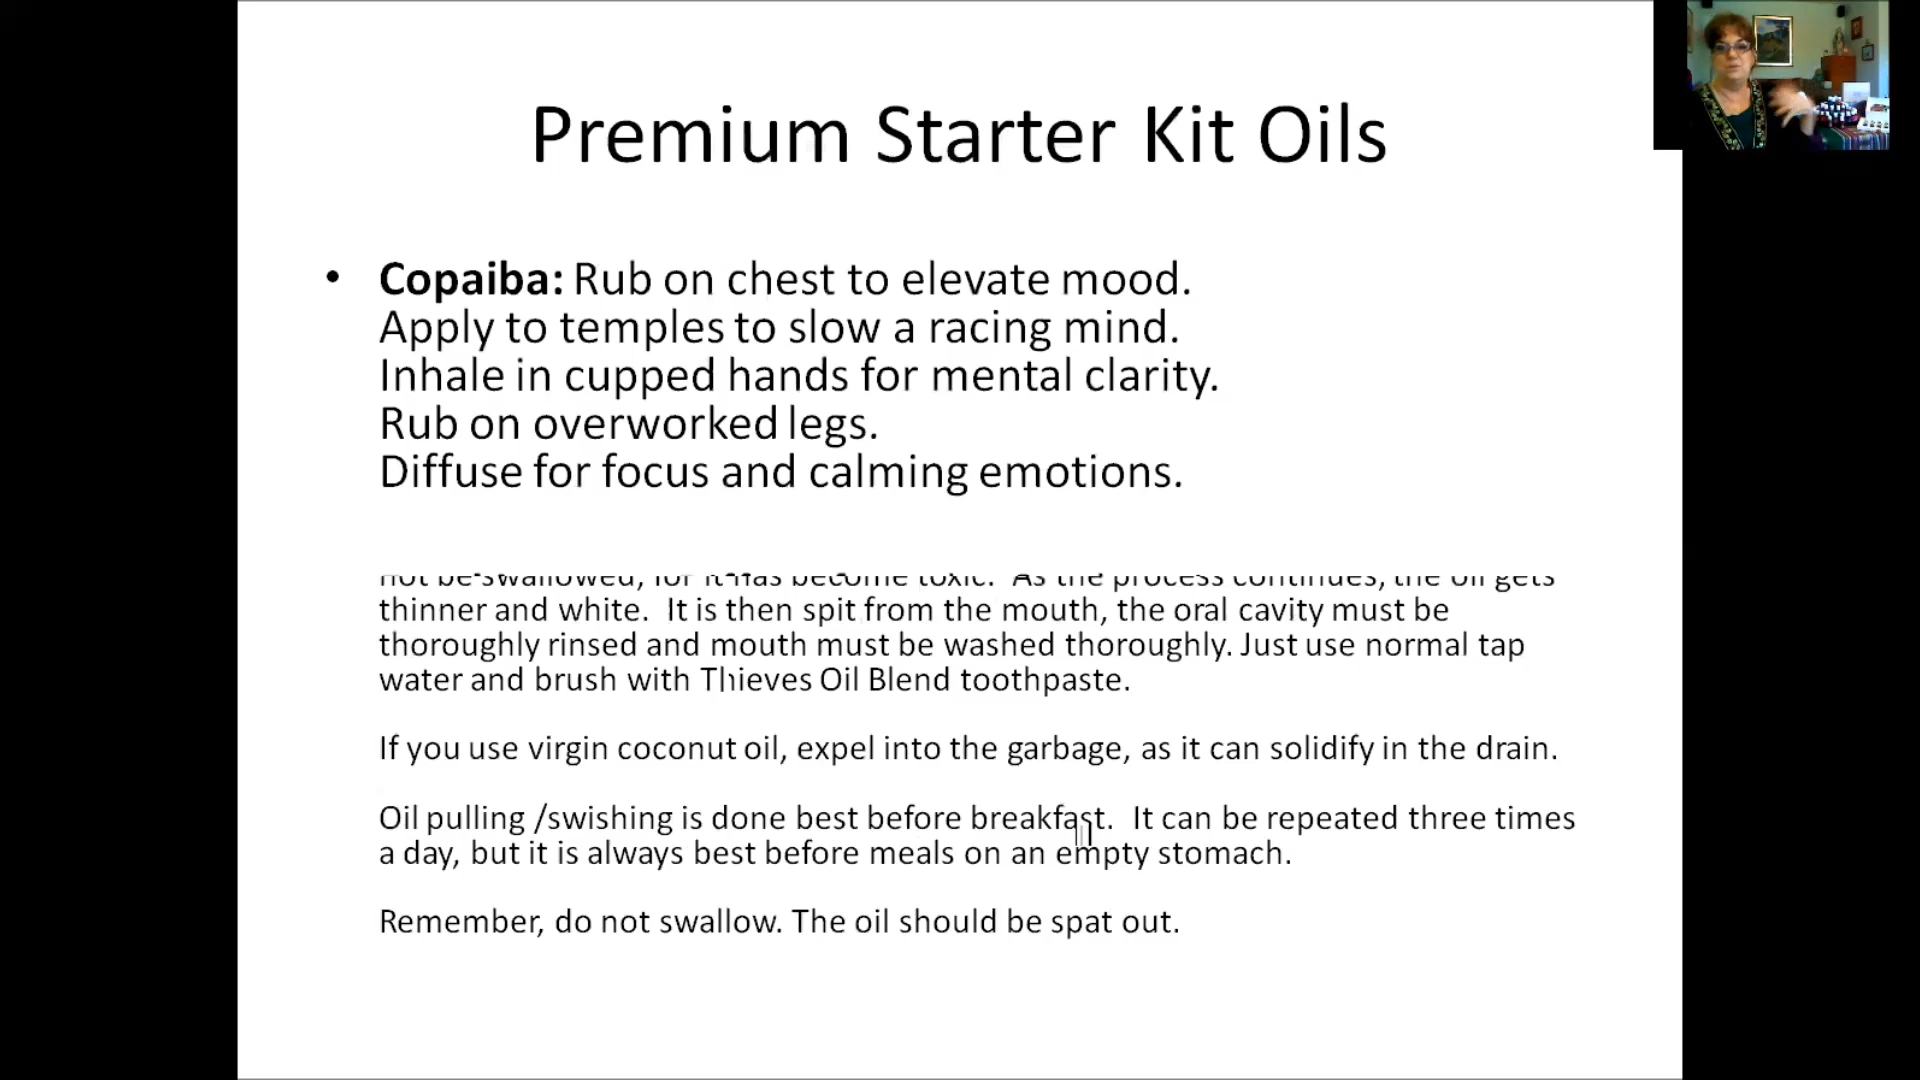 Premium Starter Kit Oils
• Copaiba: Rub on chest to elevate mood.
Apply to temples to slow a racing mind.
Inhale in cupped hands for mental clarity.
Rub on overworked legs.
Diffuse for focus and calming emotions.
not be swallowed, for it has become toxic. As the process continues, the oil gets
thinner and white. It is then spit from the mouth, the oral cavity must be
thoroughly rinsed and mouth must be washed thoroughly. Just use normal tap
water and brush with Thieves Oil Blend toothpaste.
If you use virgin coconut oil, expel into the garbage, as it can solidify in the drain.
Oil pulling /swishing is done best before breakfast. It can be repeated three times
a day, but it is always best before meals on an empty stomach.
Remember, do not swallow. The oil should be spat out.